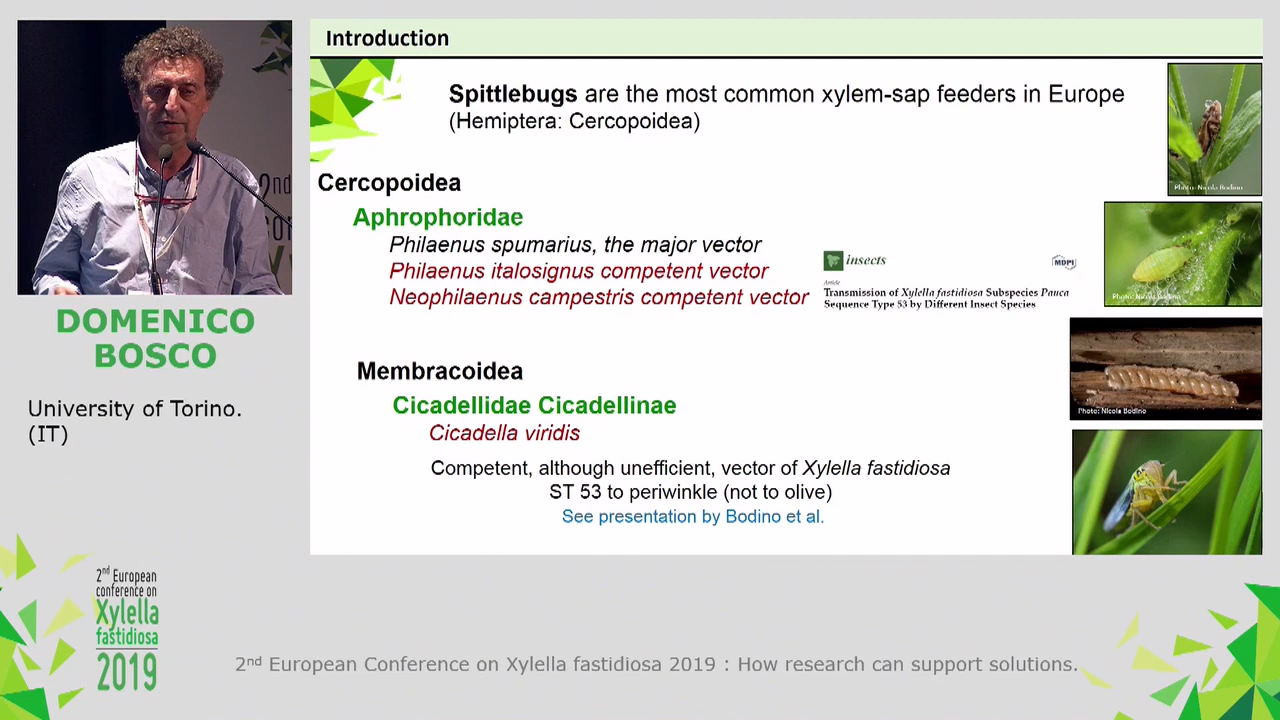 Introduction
Spittlebugs are the most common xylem-sap feeders in Europe
(Hemiptera: Cercopoidea)
Photo: Nicola Bodino
Cercopoidea
Aphrophoridae
Philaenus spumarius, the major vector
Philaenus italosignus competent vector
Neophilaenus campestris competent vector
insects
MDPI
Article
Transmission of Xylella fastidiosa Subspecies Pauca
Sequence Type 53 by Different Insect Species
Photo: Nicola Bodino
Membracoidea
Cicadellidae Cicadellinae
Cicadella viridis
Photo: Nicola Bodino
Competent, although unefficient, vector of Xylella fastidiosa
ST 53 to periwinkle (not to olive)
See presentation by Bodino et al.
2nd
DOMENICO
BOSCO
University of Torino.
(IT)
2nd European
conference on
Xylella
fastidiosa
2019
2nd European Conference on Xylella fastidiosa 2019 : How research can support solutions.